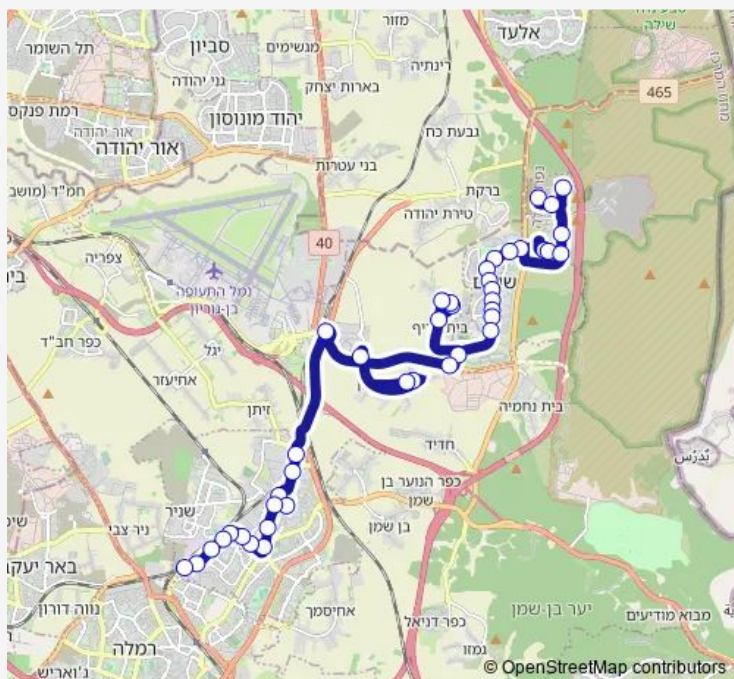 סביון
מזור
אלעד
שילה
תל השומר
מגשימים
רינתיה
גני יהודה
בארות יצחק
465
רמת פנקס
אור יהודה
יהוד מונוסון
אור יהודה
גבעת כח
בני עטרות
חמ"ד (מושב
ברקת
טירת יהודה
40
צפריה
נמל התעופה
בן-גוריון
כפר חב"ד
יגל
אחיעזר
זיתן
בית נחמיה
حديד
بُدْرُس
שניר
כפר הנוער בן
שמן
ניר צבי
בן שמן
באר יעקב
נווה דורון
אחיסמך
יער בן-שמן
מבוא מודיעים
רמלה
כפר דניאל
גמזו
ג'ואריש
© OpenStreetMap contributors